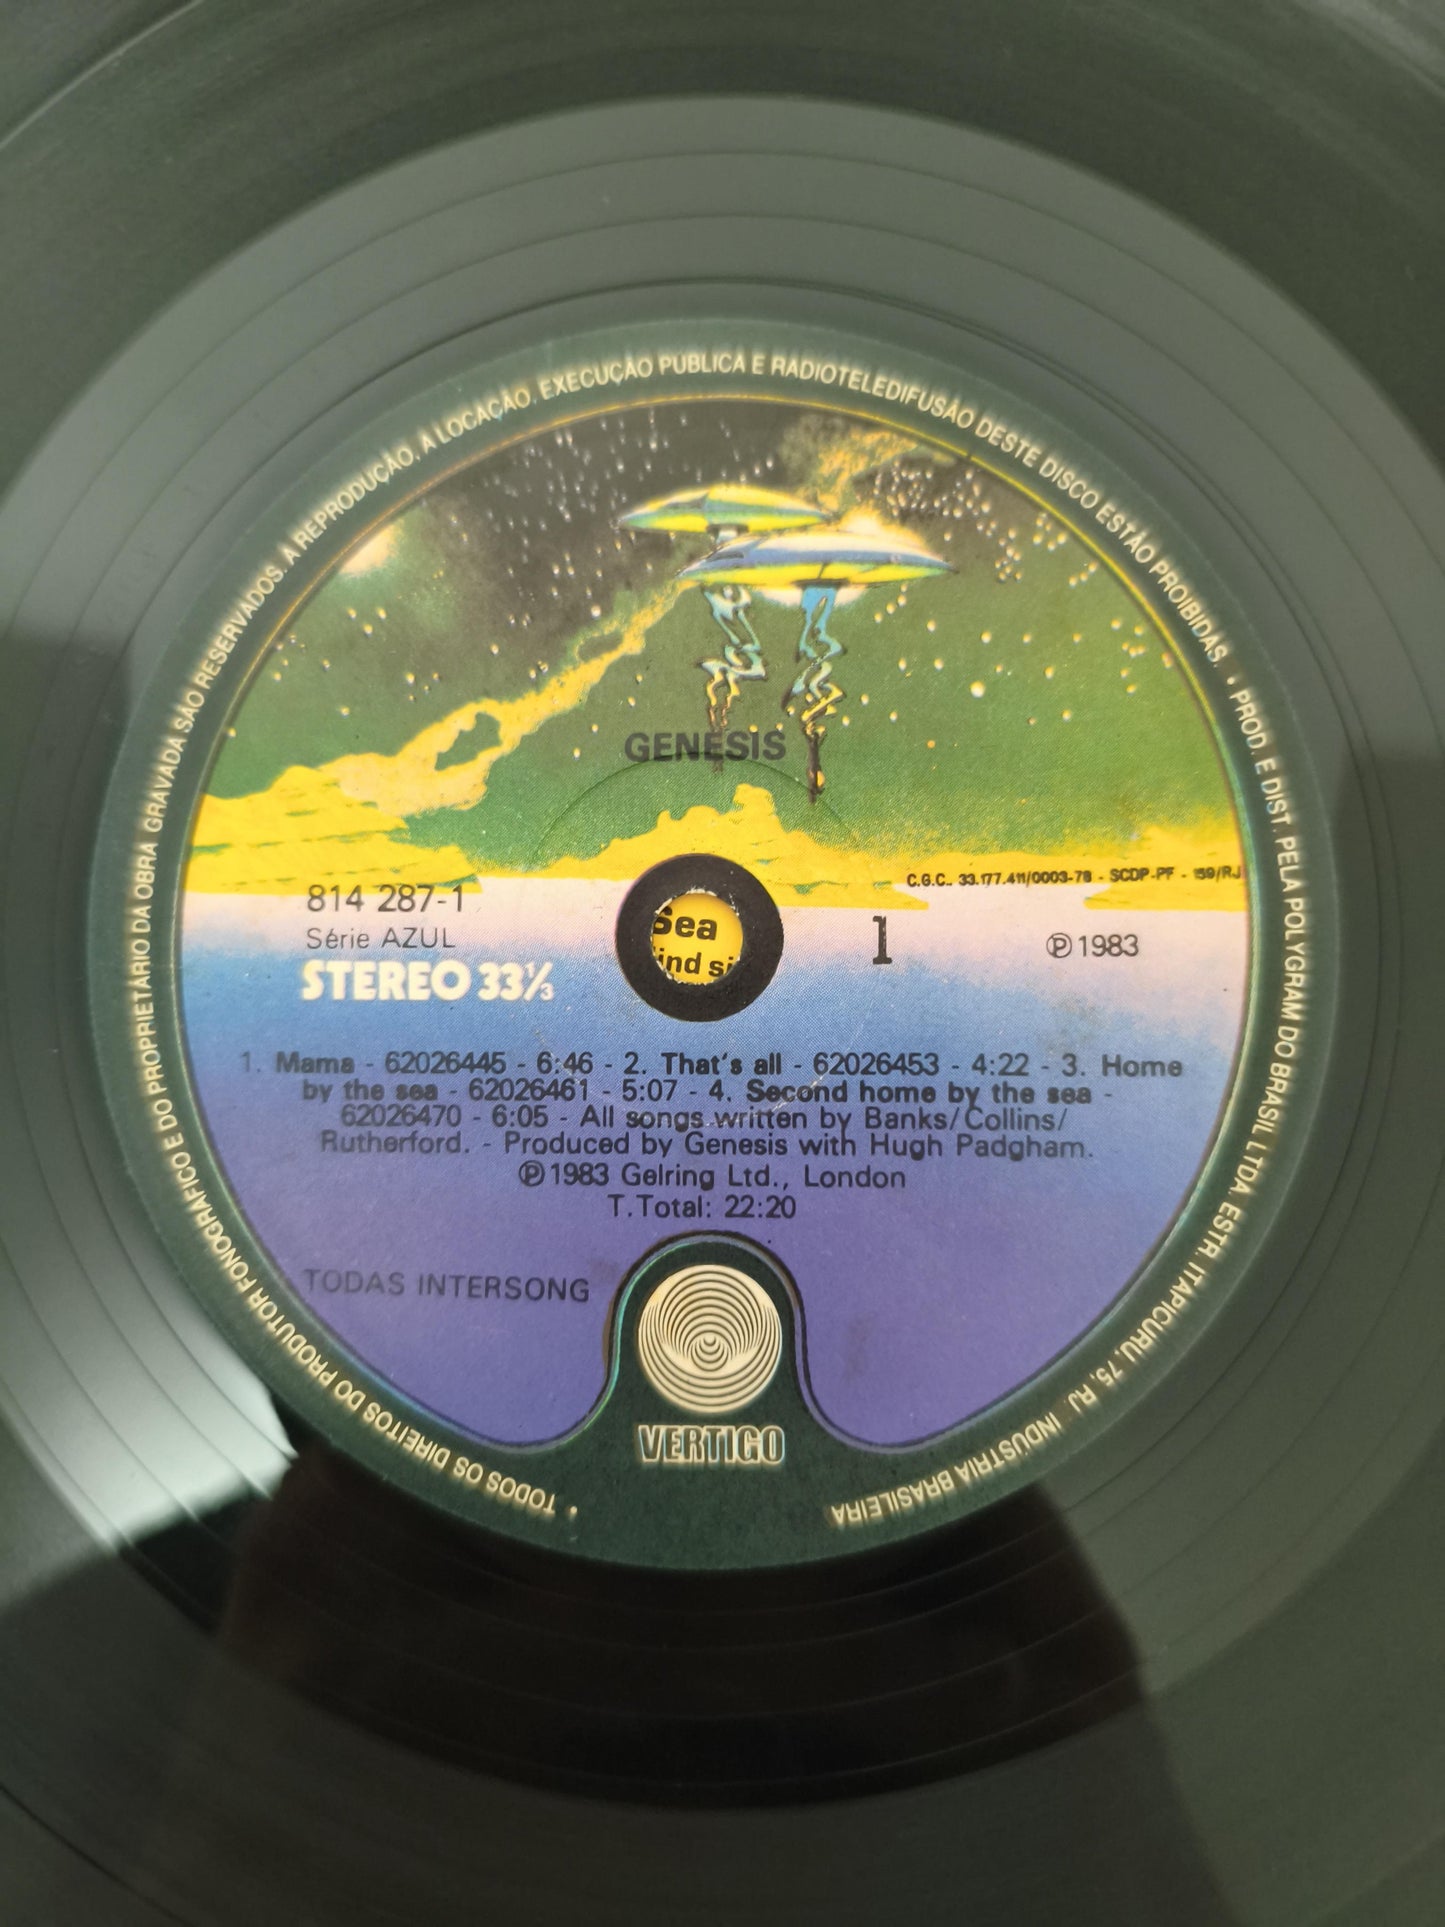 TODOS OS DIREITOS DO PRODUTOR FONOGRÁFICO E DO PROPRIETÁRIO DA OBRA GRAVADA SÃO RESERVADOS. A REPRODUÇÃO, A LOCAÇÃO, EXECUÇÃO PÚBLICA E RADIOTELEDIFUSÃO DESTE DISCO ESTÃO PROIBIDAS. • PROD. E DIST. PELA POLYGRAM DO BRASIL LTDA. ESTR. ITAPICURU, 75, RJ INDÚSTRIA BRASILEIRA •
GENESIS
C.G.C.. 33.177.411/0003-78 - SCDP-PF - 159/RJ
814 287-1
Série AZUL
STEREO 33⅓
Sea
ind si
1
℗1983
1. Mama - 62026445 - 6:46 - 2. That's all - 62026453 - 4:22 - 3. Home
by the sea - 62026461 - 5:07 - 4. Second home by the sea -
62026470 - 6:05 - All songs written by Banks/Collins/
Rutherford. - Produced by Genesis with Hugh Padgham.
℗1983 Gelring Ltd., London
T.Total: 22:20
TODAS INTERSONG
VERTIGO